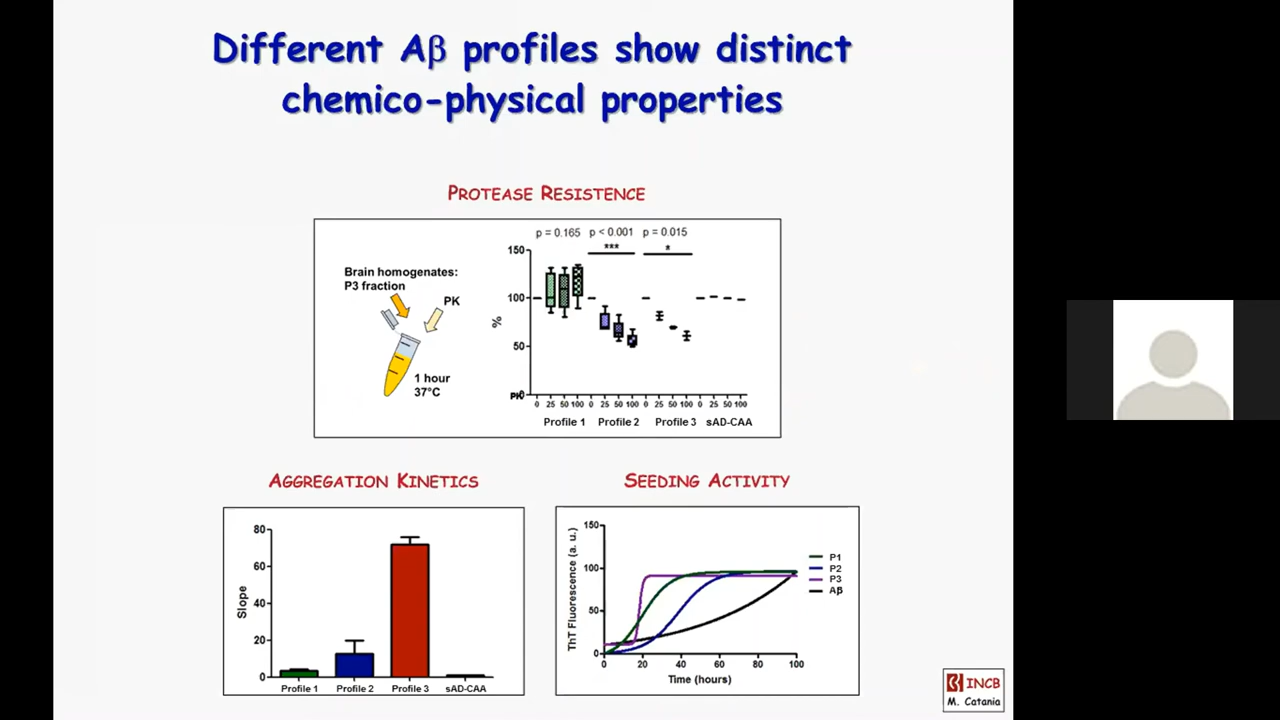 Different Aβ profiles show distinct
chemico-physical properties
PROTEASE RESISTENCE
Brain homogenates:
P3 fraction
PK
1 hour
37°C
p = 0.165 p < 0.001 p = 0.015
*** *
150
100
50
0
%
PK
0 25 50 100 0 25 50 100 0 25 50 100 0 25 50 100
Profile 1 Profile 2 Profile 3 sAD-CAA
AGGREGATION KINETICS
80
60
40
20
0
Slope
Profile 1 Profile 2 Profile 3 sAD-CAA
SEEDING ACTIVITY
150
100
50
0
ThT Fluorescence (a. u.)
P1
P2
P3
Aβ
0 20 40 60 80 100
Time (hours)
INCB
M. Catania